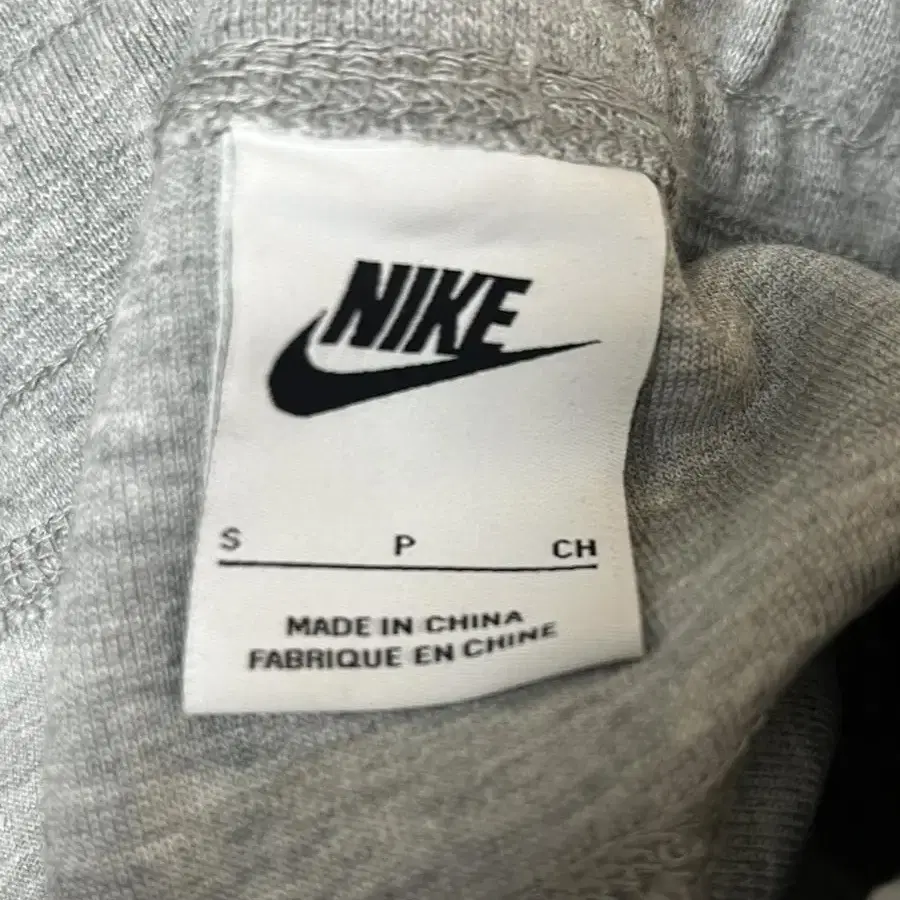 NIKE
S P CH
MADE IN CHINA
FABRIQUE EN CHINE